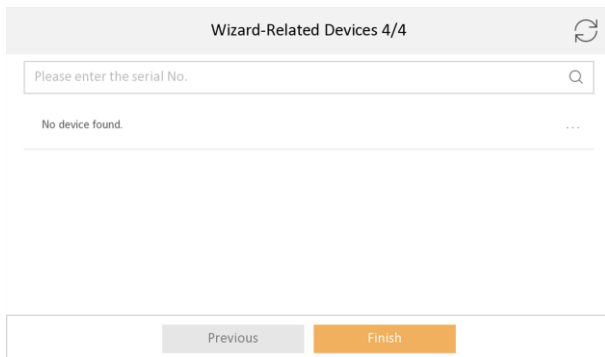 Wizard-Related Devices 4/4
Please enter the serial No.
No device found.
...
Previous
Finish